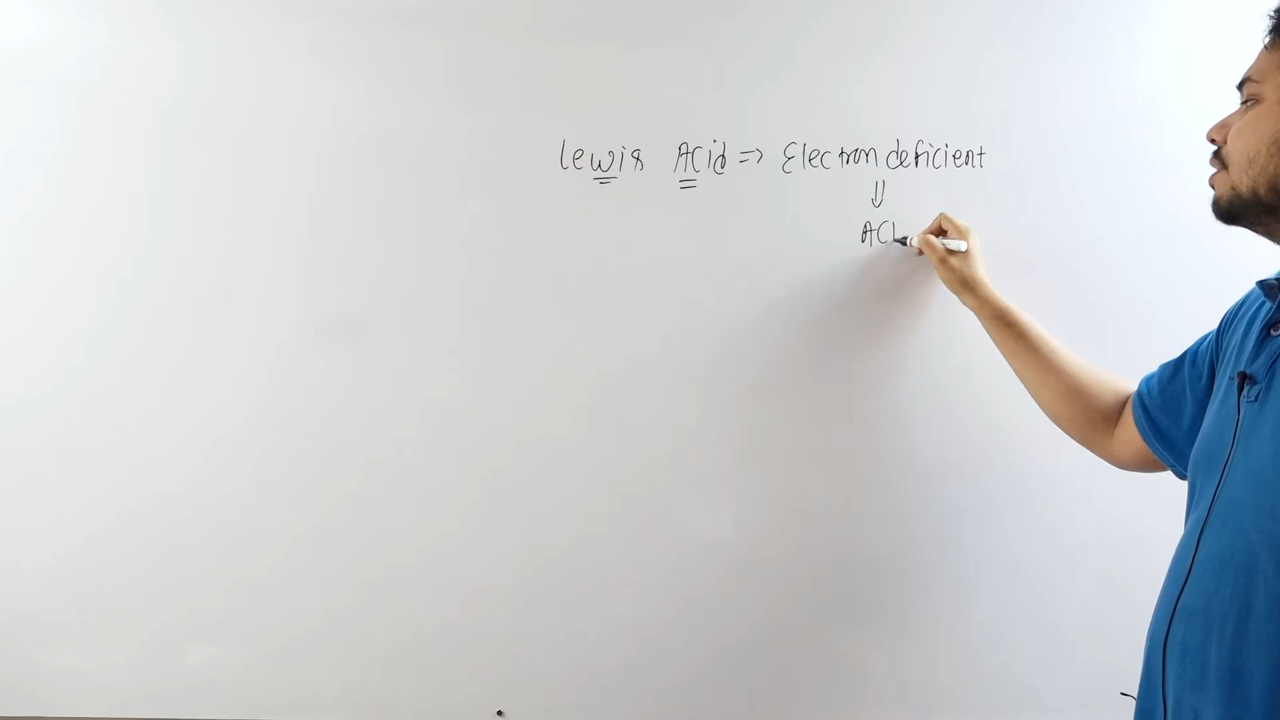 Lewis Acid => Electron deficient
⇓
ACL